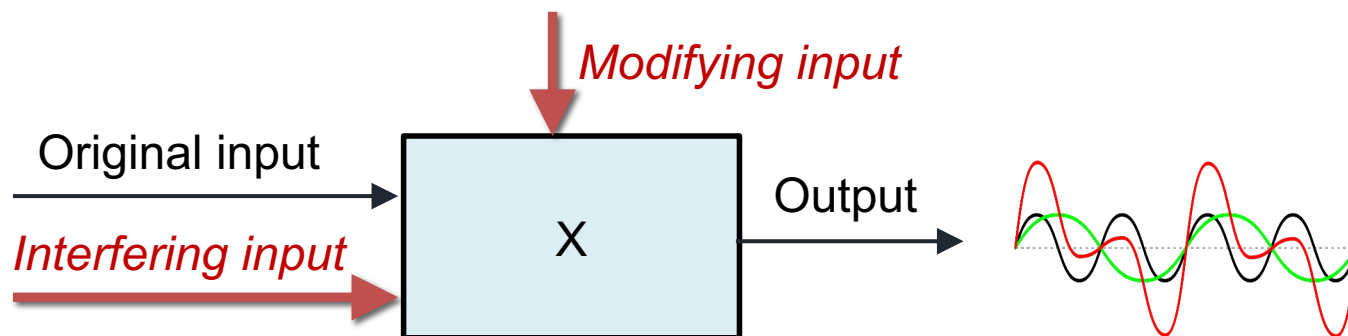 Modifying input
Original input
Output
Interfering input
X